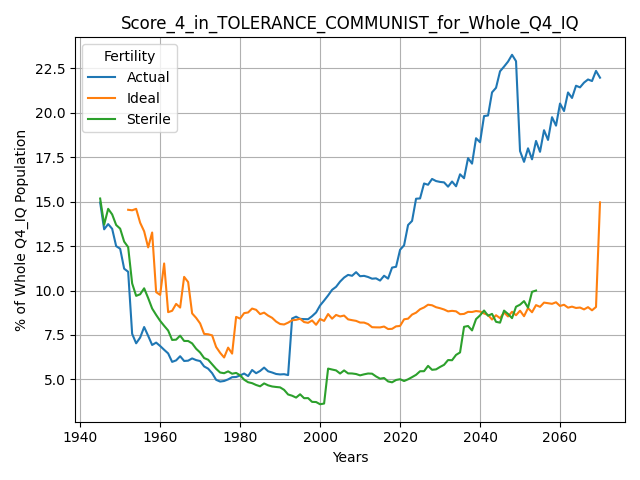 Score_4_in_TOLERANCE_COMMUNIST_for_Whole_Q4_IQ
Fertility
Actual
Ideal
Sterile
% of Whole Q4_IQ Population
22.5
20.0
17.5
15.0
12.5
10.0
7.5
5.0
1940 1960 1980 2000 2020 2040 2060
Years